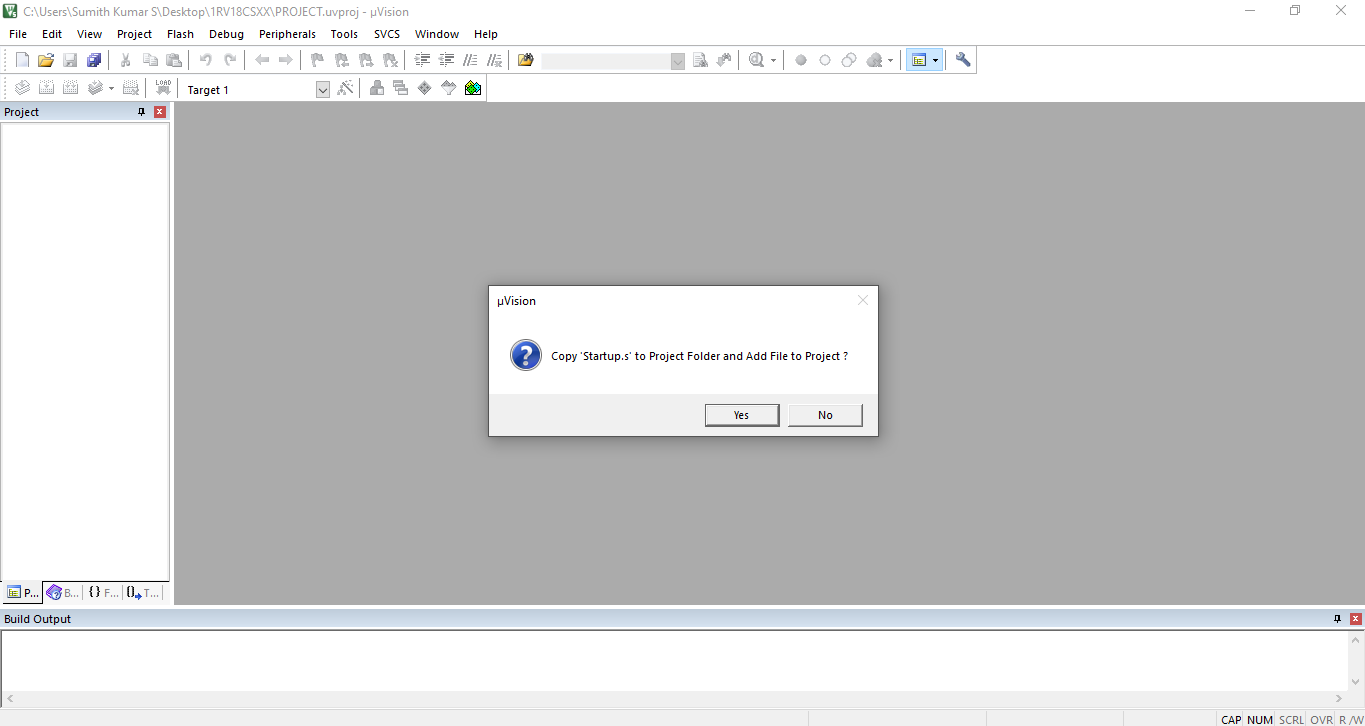 C:\Users\Sumith Kumar S\Desktop\1RV18CSXX\PROJECT.uvproj - µVision
File Edit View Project Flash Debug Peripherals Tools SVCS Window Help
LOAD
Target 1
Project
µVision
Copy 'Startup.s' to Project Folder and Add File to Project ?
Yes No
P... B... {} F... T...
Build Output
CAP NUM SCRL OVR R /W